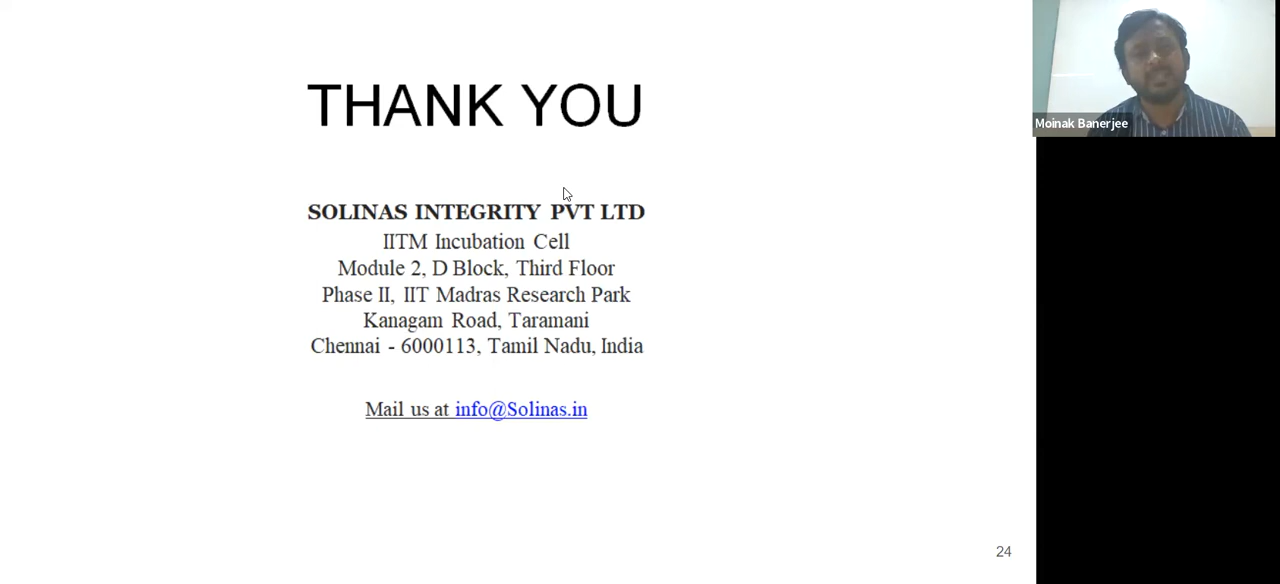 THANK YOU
Moinak Banerjee
SOLINAS INTEGRITY PVT LTD
IITM Incubation Cell
Module 2, D Block, Third Floor
Phase II, IIT Madras Research Park
Kanagam Road, Taramani
Chennai - 6000113, Tamil Nadu, India
Mail us at info@Solinas.in
24